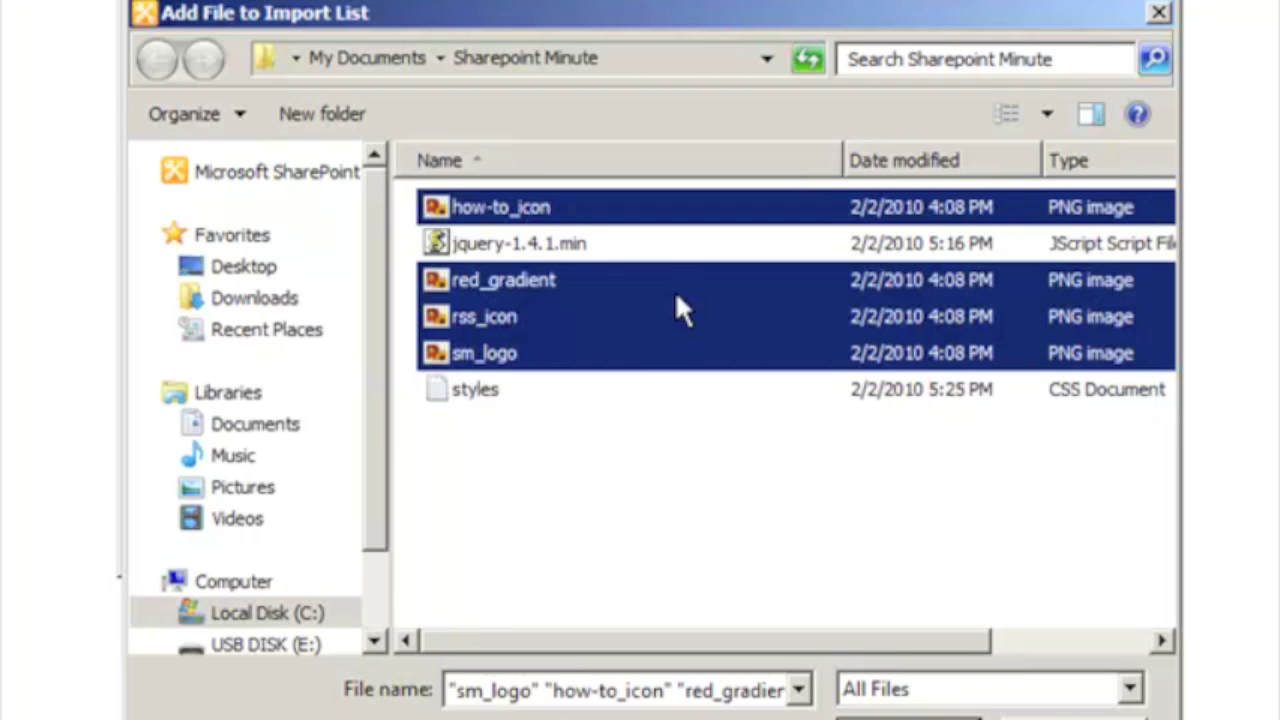 Add File to Import List
My Documents Sharepoint Minute
Search Sharepoint Minute
Organize New folder
Name Date modified Type
Microsoft SharePoint
Favorites
Desktop
Downloads
Recent Places
Libraries
Documents
Music
Pictures
Videos
Computer
Local Disk (C:)
USB DISK (E:)
how-to_icon 2/2/2010 4:08 PM PNG image
jquery-1.4.1.min 2/2/2010 5:16 PM JScript Script Fil
red_gradient 2/2/2010 4:08 PM PNG image
rss_icon 2/2/2010 4:08 PM PNG image
sm_logo 2/2/2010 4:08 PM PNG image
styles 2/2/2010 5:25 PM CSS Document
File name: "sm_logo" "how-to_icon" "red_gradier All Files